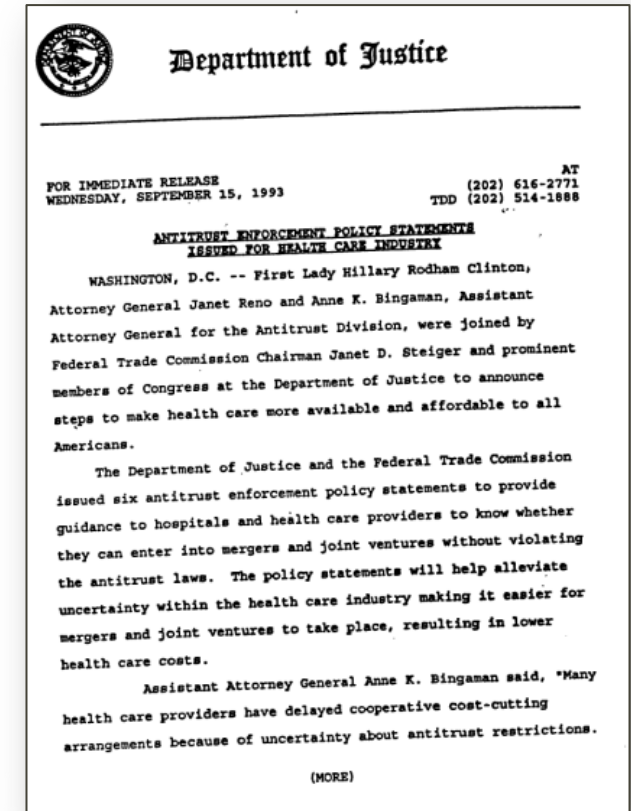 Department of Justice
FOR IMMEDIATE RELEASE
WEDNESDAY, SEPTEMBER 15, 1993
AT
(202) 616-2771
TDD (202) 514-1888
ANTITRUST ENFORCEMENT POLICY STATEMENTS
ISSUED FOR HEALTH CARE INDUSTRY
WASHINGTON, D.C. -- First Lady Hillary Rodham Clinton,
Attorney General Janet Reno and Anne K. Bingaman, Assistant
Attorney General for the Antitrust Division, were joined by
Federal Trade Commission Chairman Janet D. Steiger and prominent
members of Congress at the Department of Justice to announce
steps to make health care more available and affordable to all
Americans.
The Department of Justice and the Federal Trade Commission
issued six antitrust enforcement policy statements to provide
guidance to hospitals and health care providers to know whether
they can enter into mergers and joint ventures without violating
the antitrust laws. The policy statements will help alleviate
uncertainty within the health care industry making it easier for
mergers and joint ventures to take place, resulting in lower
health care costs.
Assistant Attorney General Anne K. Bingaman said, "Many
health care providers have delayed cooperative cost-cutting
arrangements because of uncertainty about antitrust restrictions.
(MORE)